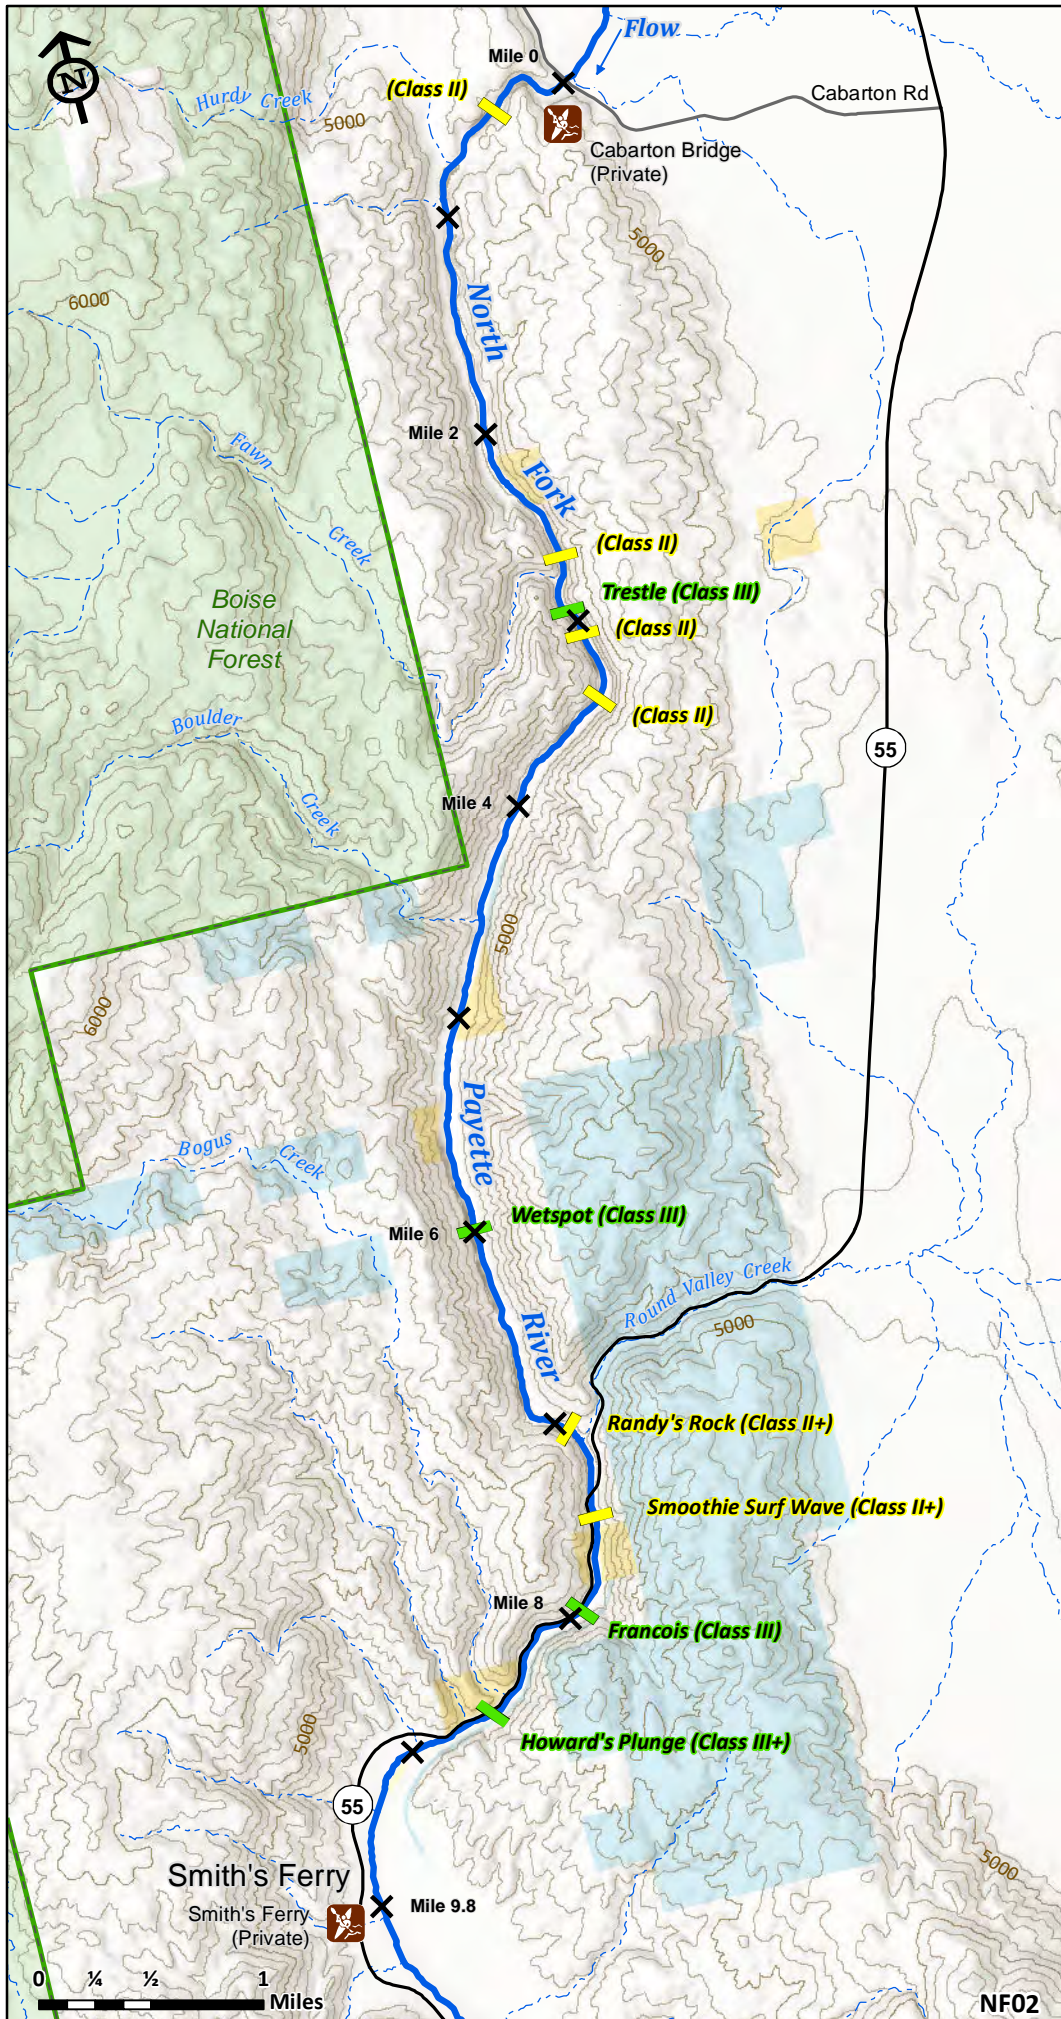 Flow
Mile 0
N
(Class II)
Cabarton Rd
Hurdy Creek
5000
Cabarton Bridge
(Private)
5000
6000
North
Mile 2
Fawn
Fork
Creek
(Class II)
Trestle (Class III)
(Class II)
Boise
National
Forest
(Class II)
Boulder
55
Creek
Mile 4
5000
6000
Payette
Bogus
Creek
Wetspot (Class III)
Mile 6
Round Valley Creek
5000
River
Randy's Rock (Class II+)
Smoothie Surf Wave (Class II+)
Mile 8
Francois (Class III)
5000
Howard's Plunge (Class III+)
55
Smith's Ferry
5000
Mile 9.8
Smith's Ferry
(Private)
0 ¼ ½ 1
Miles
NF02